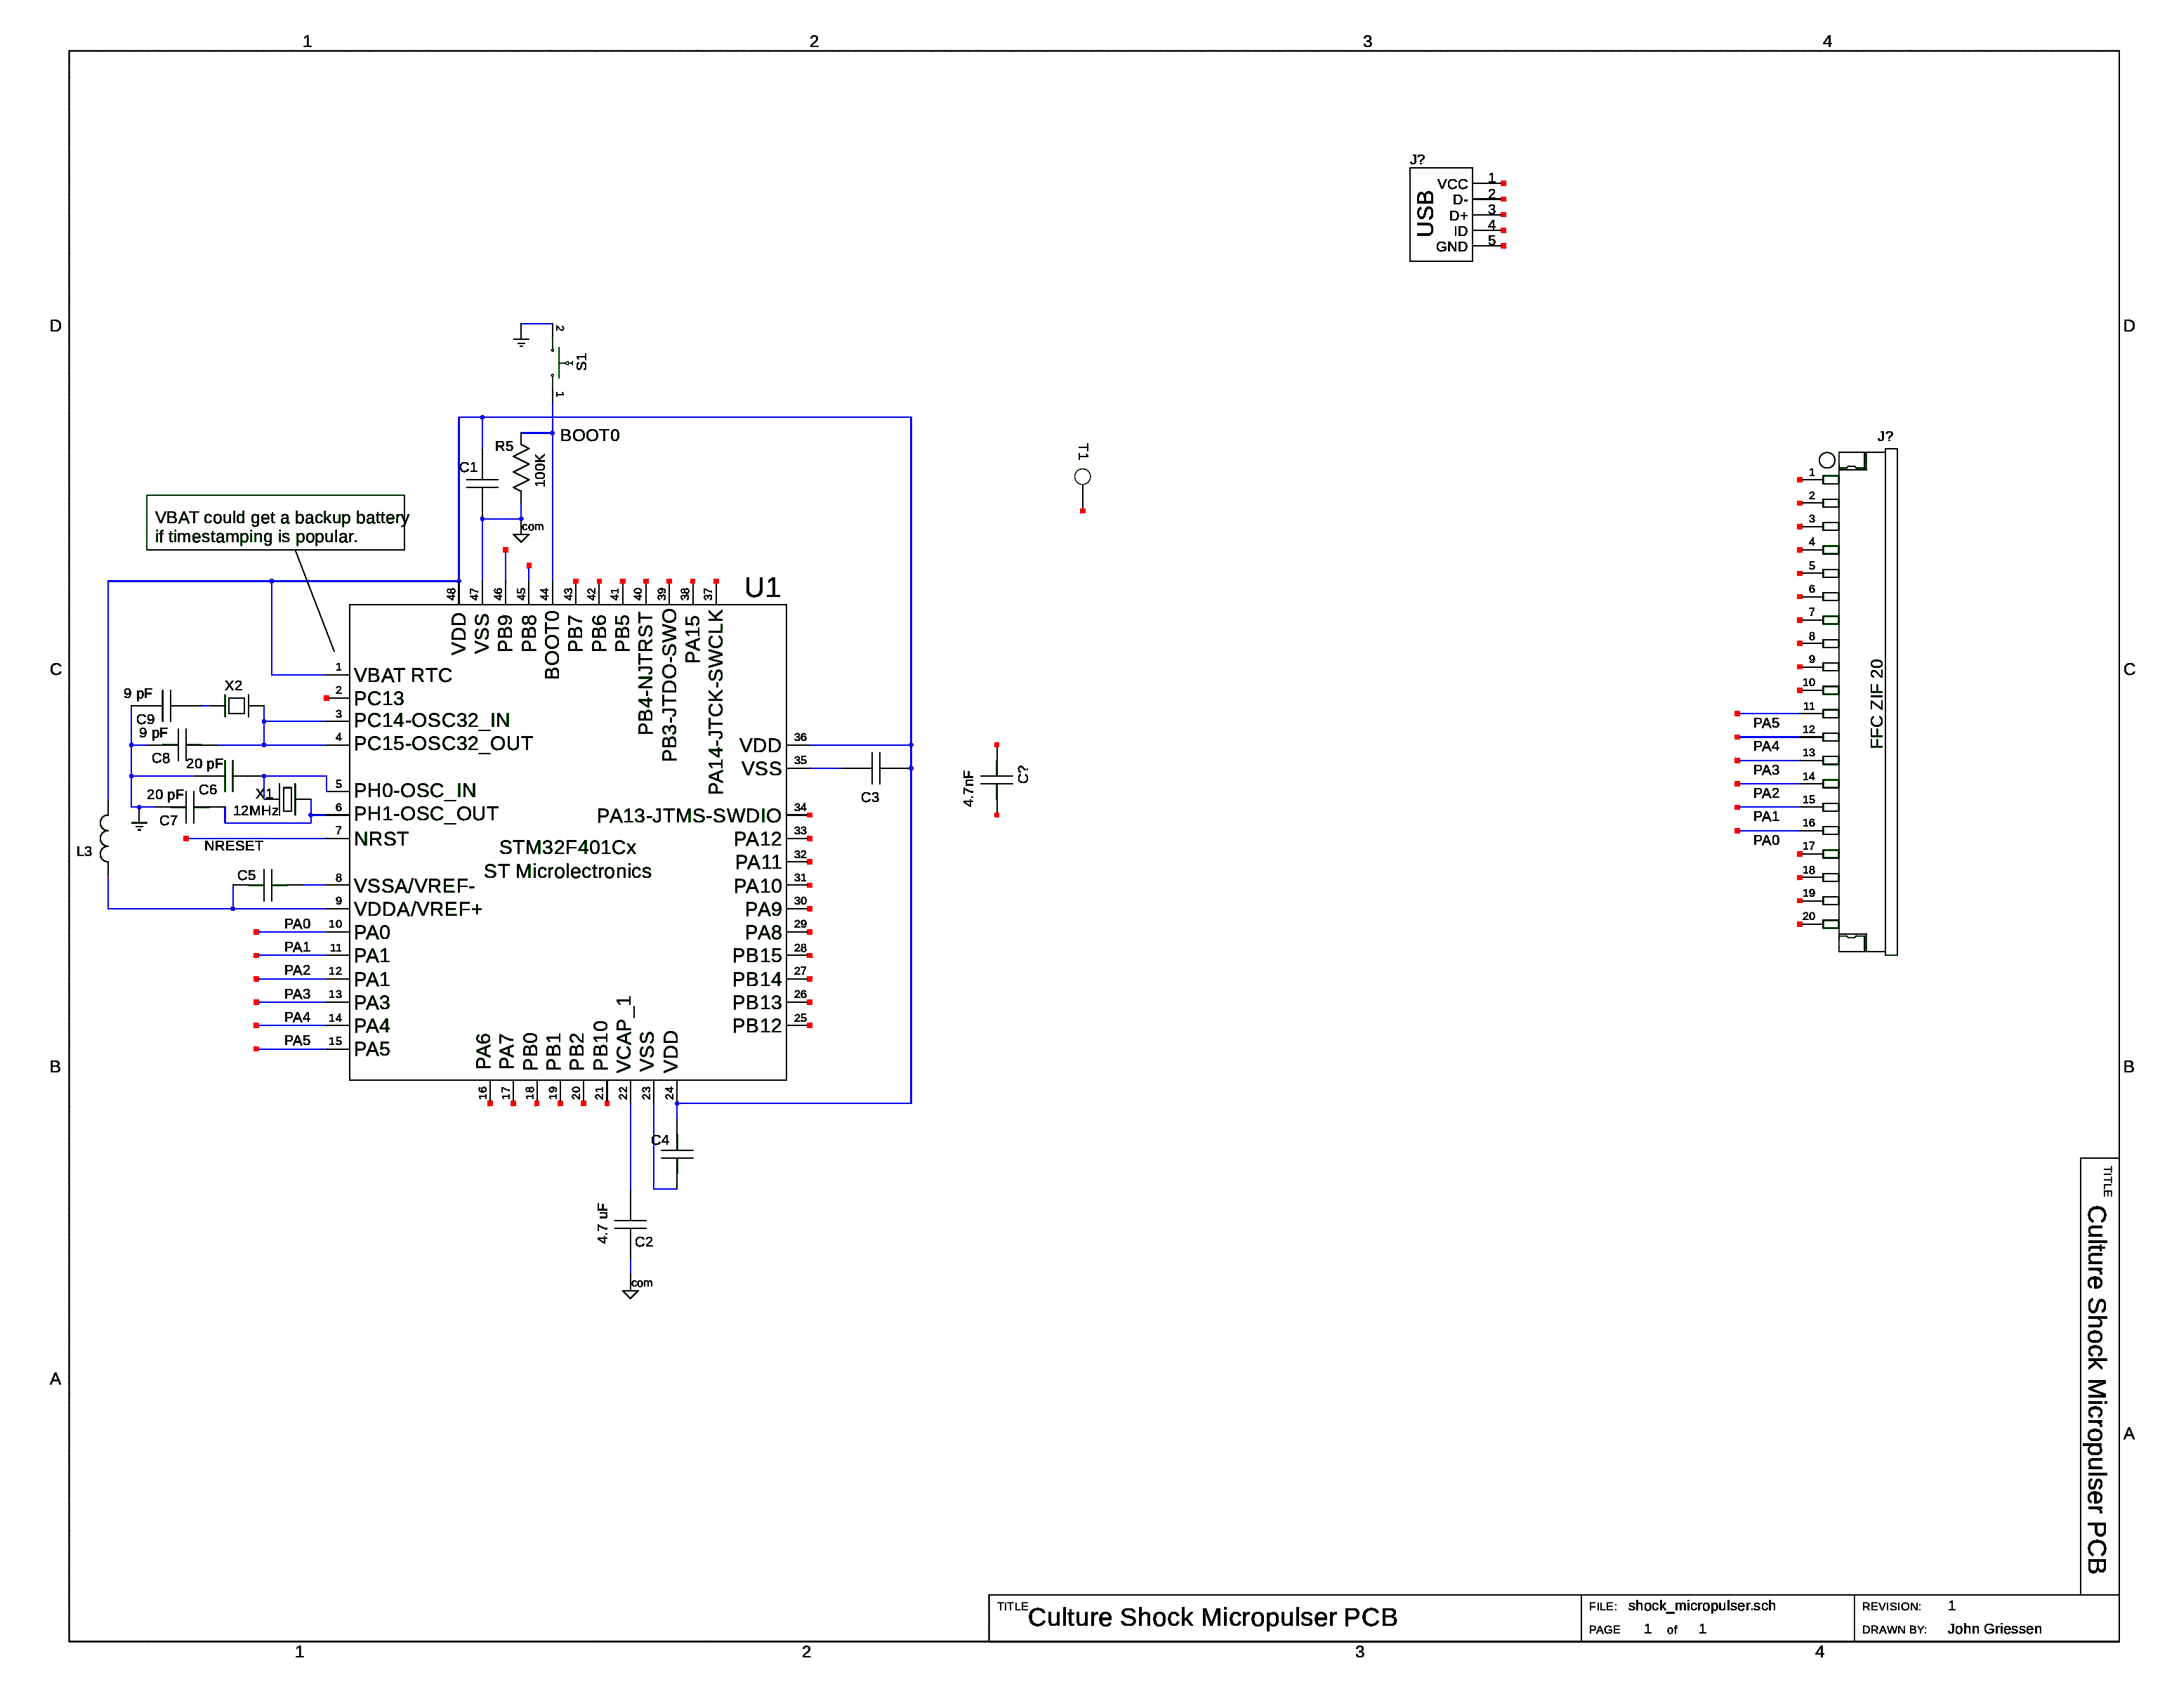 1 2 3 4
D D
C C
B B
A A
1 2 3 4
J?
USB
VCC 1
D- 2
D+ 3
ID 4
GND 5
2
S1
1
BOOT0
R5
100K
C1
com
VBAT could get a backup battery
if timestamping is popular.
T1
U1
48 47 46 45 44 43 42 41 40 39 38 37
VDD
VSS
PB9
PB8
BOOT0
PB7
PB6
PB5
PB4-NJTRST
PB3-JTDO-SWO
PA15
PA14-JTCK-SWCLK
1 VBAT RTC
2 PC13
3 PC14-OSC32_IN
4 PC15-OSC32_OUT
5 PH0-OSC_IN
6 PH1-OSC_OUT
7 NRST
8 VSSA/VREF-
9 VDDA/VREF+
PA0 10 PA0
PA1 11 PA1
PA2 12 PA1
PA3 13 PA3
PA4 14 PA4
PA5 15 PA5
9 pF
C9
X2
9 pF
C8
20 pF
C6
X1
12MHz
20 pF
C7
NRESET
L3
C5
STM32F401Cx
ST Microlectronics
VDD 36
VSS 35
PA13-JTMS-SWDIO 34
PA12 33
PA11 32
PA10 31
PA9 30
PA8 29
PB15 28
PB14 27
PB13 26
PB12 25
C3
4.7nF
C?
PA6
PA7
PB0
PB1
PB2
PB10
VCAP_1
VSS
VDD
16 17 18 19 20 21 22 23 24
C4
4.7 uF
C2
com
J?
FFC ZIF 20
1
2
3
4
5
6
7
8
9
10
11
PA5
12
PA4
13
PA3
14
PA2
15
PA1
16
PA0
17
18
19
20
TITLE Culture Shock Micropulser PCB
TITLE Culture Shock Micropulser PCB
FILE: shock_micropulser.sch
PAGE 1 of 1
REVISION: 1
DRAWN BY: John Griessen